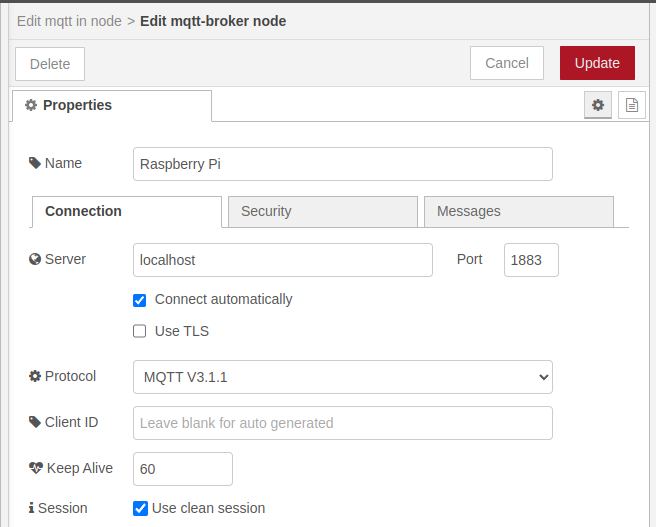 Edit mqtt in node > Edit mqtt-broker node
Delete Cancel Update
Properties
Name Raspberry Pi
Connection Security Messages
Server localhost Port 1883
Connect automatically
Use TLS
Protocol MQTT V3.1.1
Client ID Leave blank for auto generated
Keep Alive 60
Session Use clean session